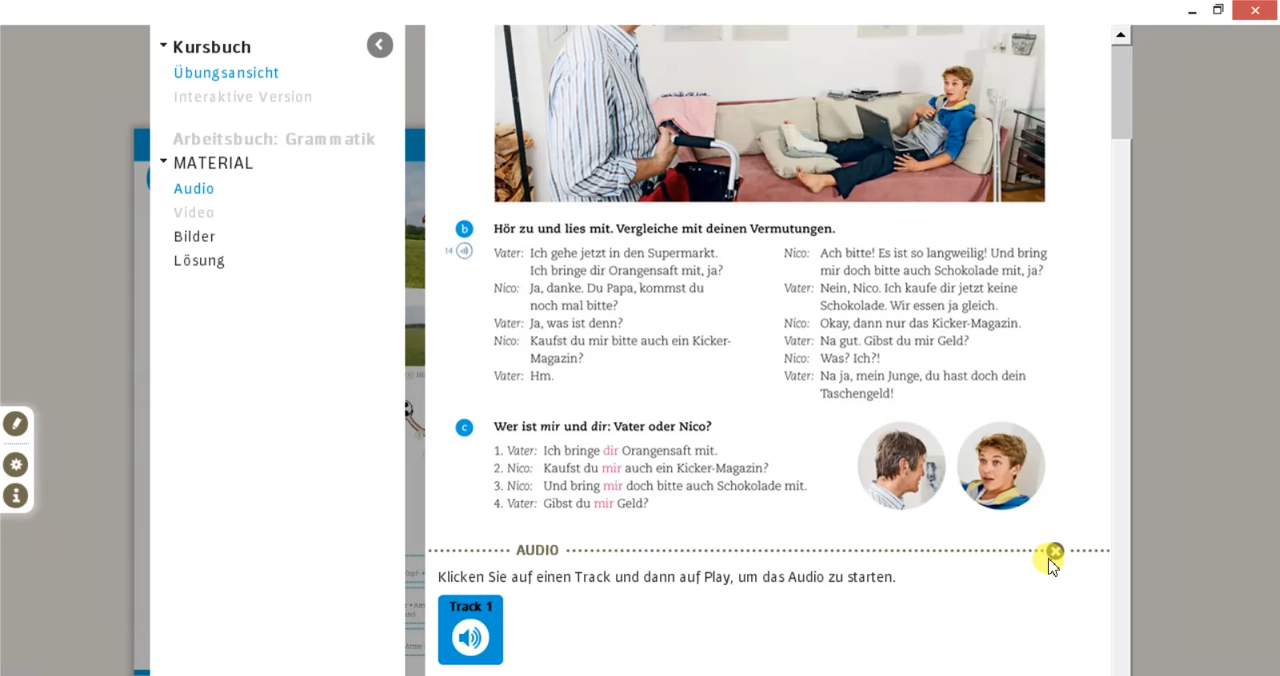 Kursbuch
Übungsansicht
Interaktive Version
Arbeitsbuch: Grammatik
MATERIAL
Audio
Video
Bilder
Lösung
b Hör zu und lies mit. Vergleiche mit deinen Vermutungen.
14
Vater: Ich gehe jetzt in den Supermarkt.
Ich bringe dir Orangensaft mit, ja?
Nico: Ja, danke. Du Papa, kommst du
noch mal bitte?
Vater: Ja, was ist denn?
Nico: Kaufst du mir bitte auch ein Kicker-
Magazin?
Vater: Hm.
Nico: Ach bitte! Es ist so langweilig! Und bring
mir doch bitte auch Schokolade mit, ja?
Vater: Nein, Nico. Ich kaufe dir jetzt keine
Schokolade. Wir essen ja gleich.
Nico: Okay, dann nur das Kicker-Magazin.
Vater: Na gut. Gibst du mir Geld?
Nico: Was? Ich?!
Vater: Na ja, mein Junge, du hast doch dein
Taschengeld!
c Wer ist mir und dir: Vater oder Nico?
1. Vater: Ich bringe dir Orangensaft mit.
2. Nico: Kaufst du mir auch ein Kicker-Magazin?
3. Nico: Und bring mir doch bitte auch Schokolade mit.
4. Vater: Gibst du mir Geld?
AUDIO
Klicken Sie auf einen Track und dann auf Play, um das Audio zu starten.
Track 1